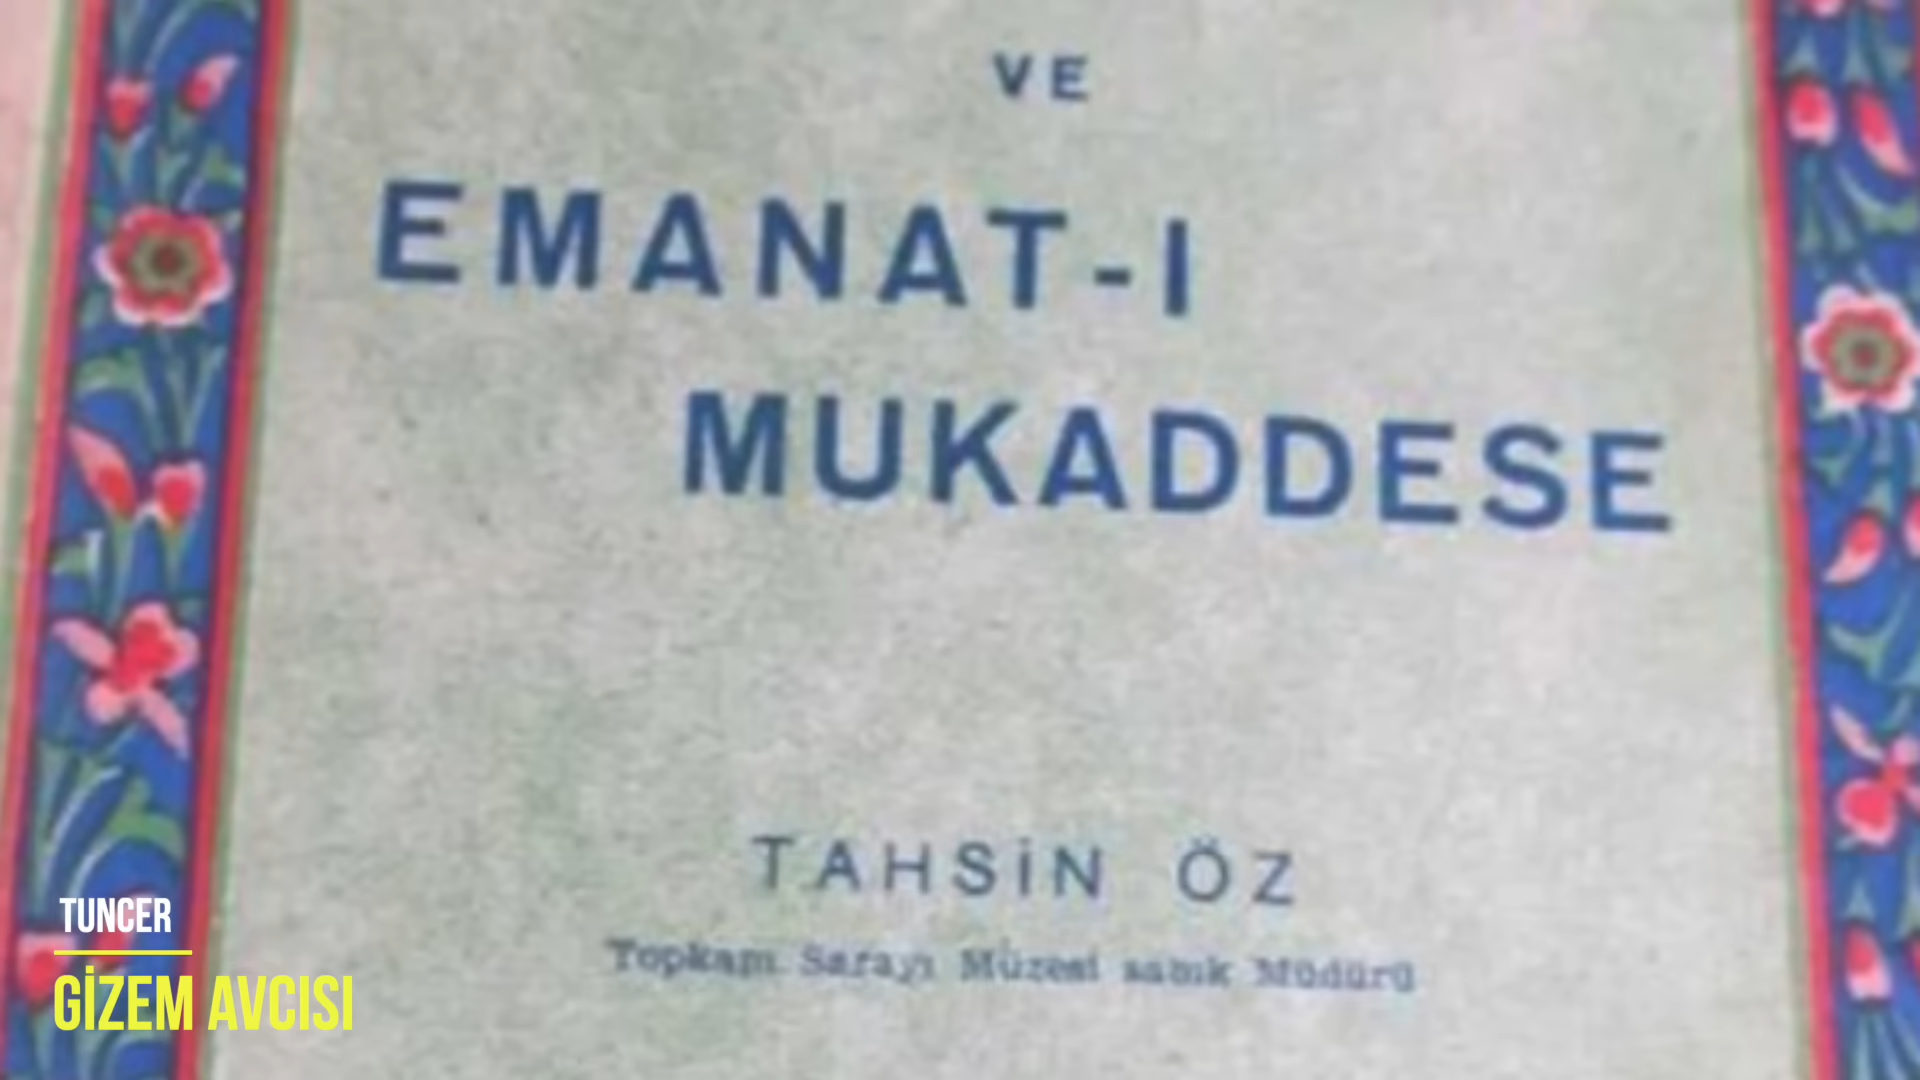 VE
EMANAT-I
MUKADDESE
TAHSİN ÖZ
Topkapı Sarayı Müzesi sabık Müdürü
TUNCER
GİZEM AVCISI